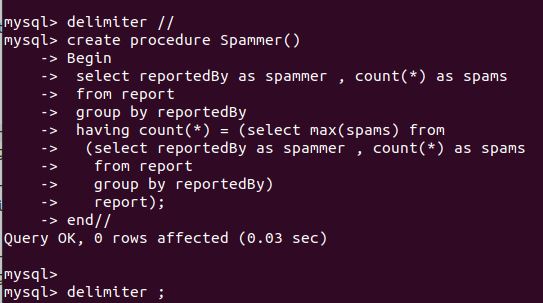 mysql> delimiter //
mysql> create procedure Spammer()
    -> Begin
    ->  select reportedBy as spammer , count(*) as spams
    ->  from report
    ->  group by reportedBy
    ->  having count(*) = (select max(spams) from
    ->   (select reportedBy as spammer , count(*) as spams
    ->    from report
    ->    group by reportedBy)
    ->    report);
    -> end//
Query OK, 0 rows affected (0.03 sec)

mysql>
mysql> delimiter ;